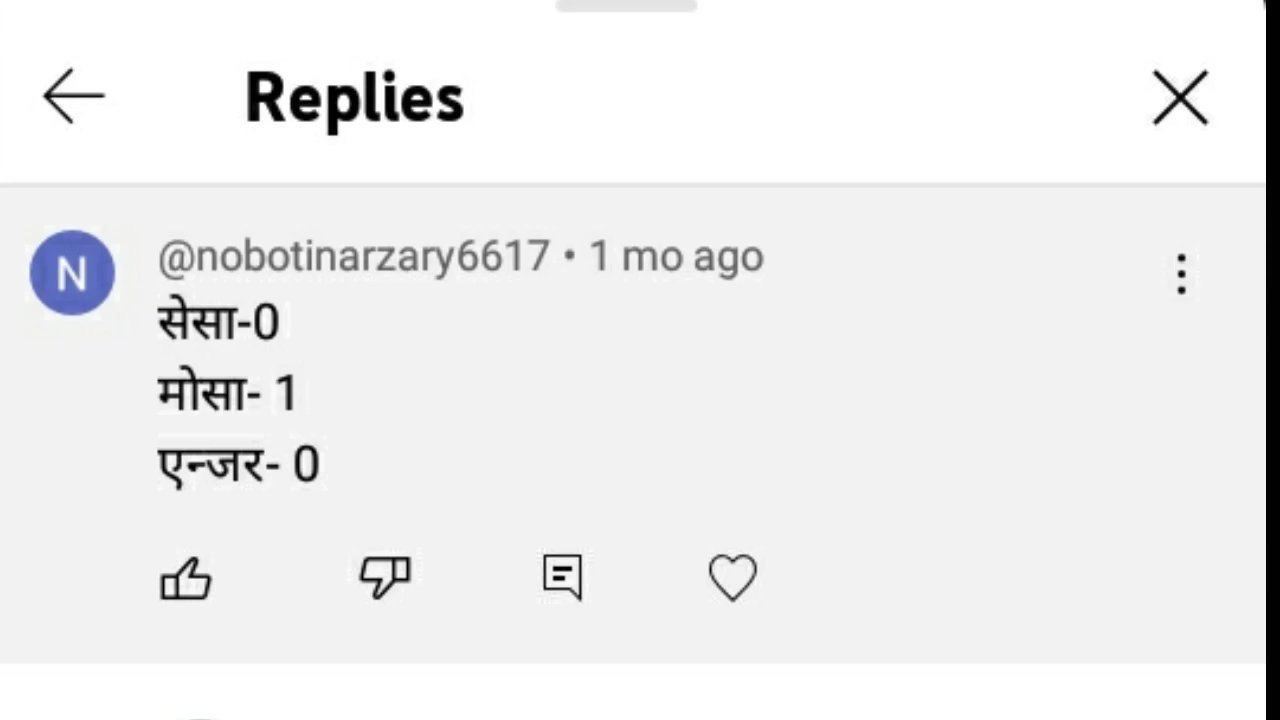 Replies
N
@nobotinarzary6617 • 1 mo ago
सेसा-0
मोसा- 1
एन्जर- 0